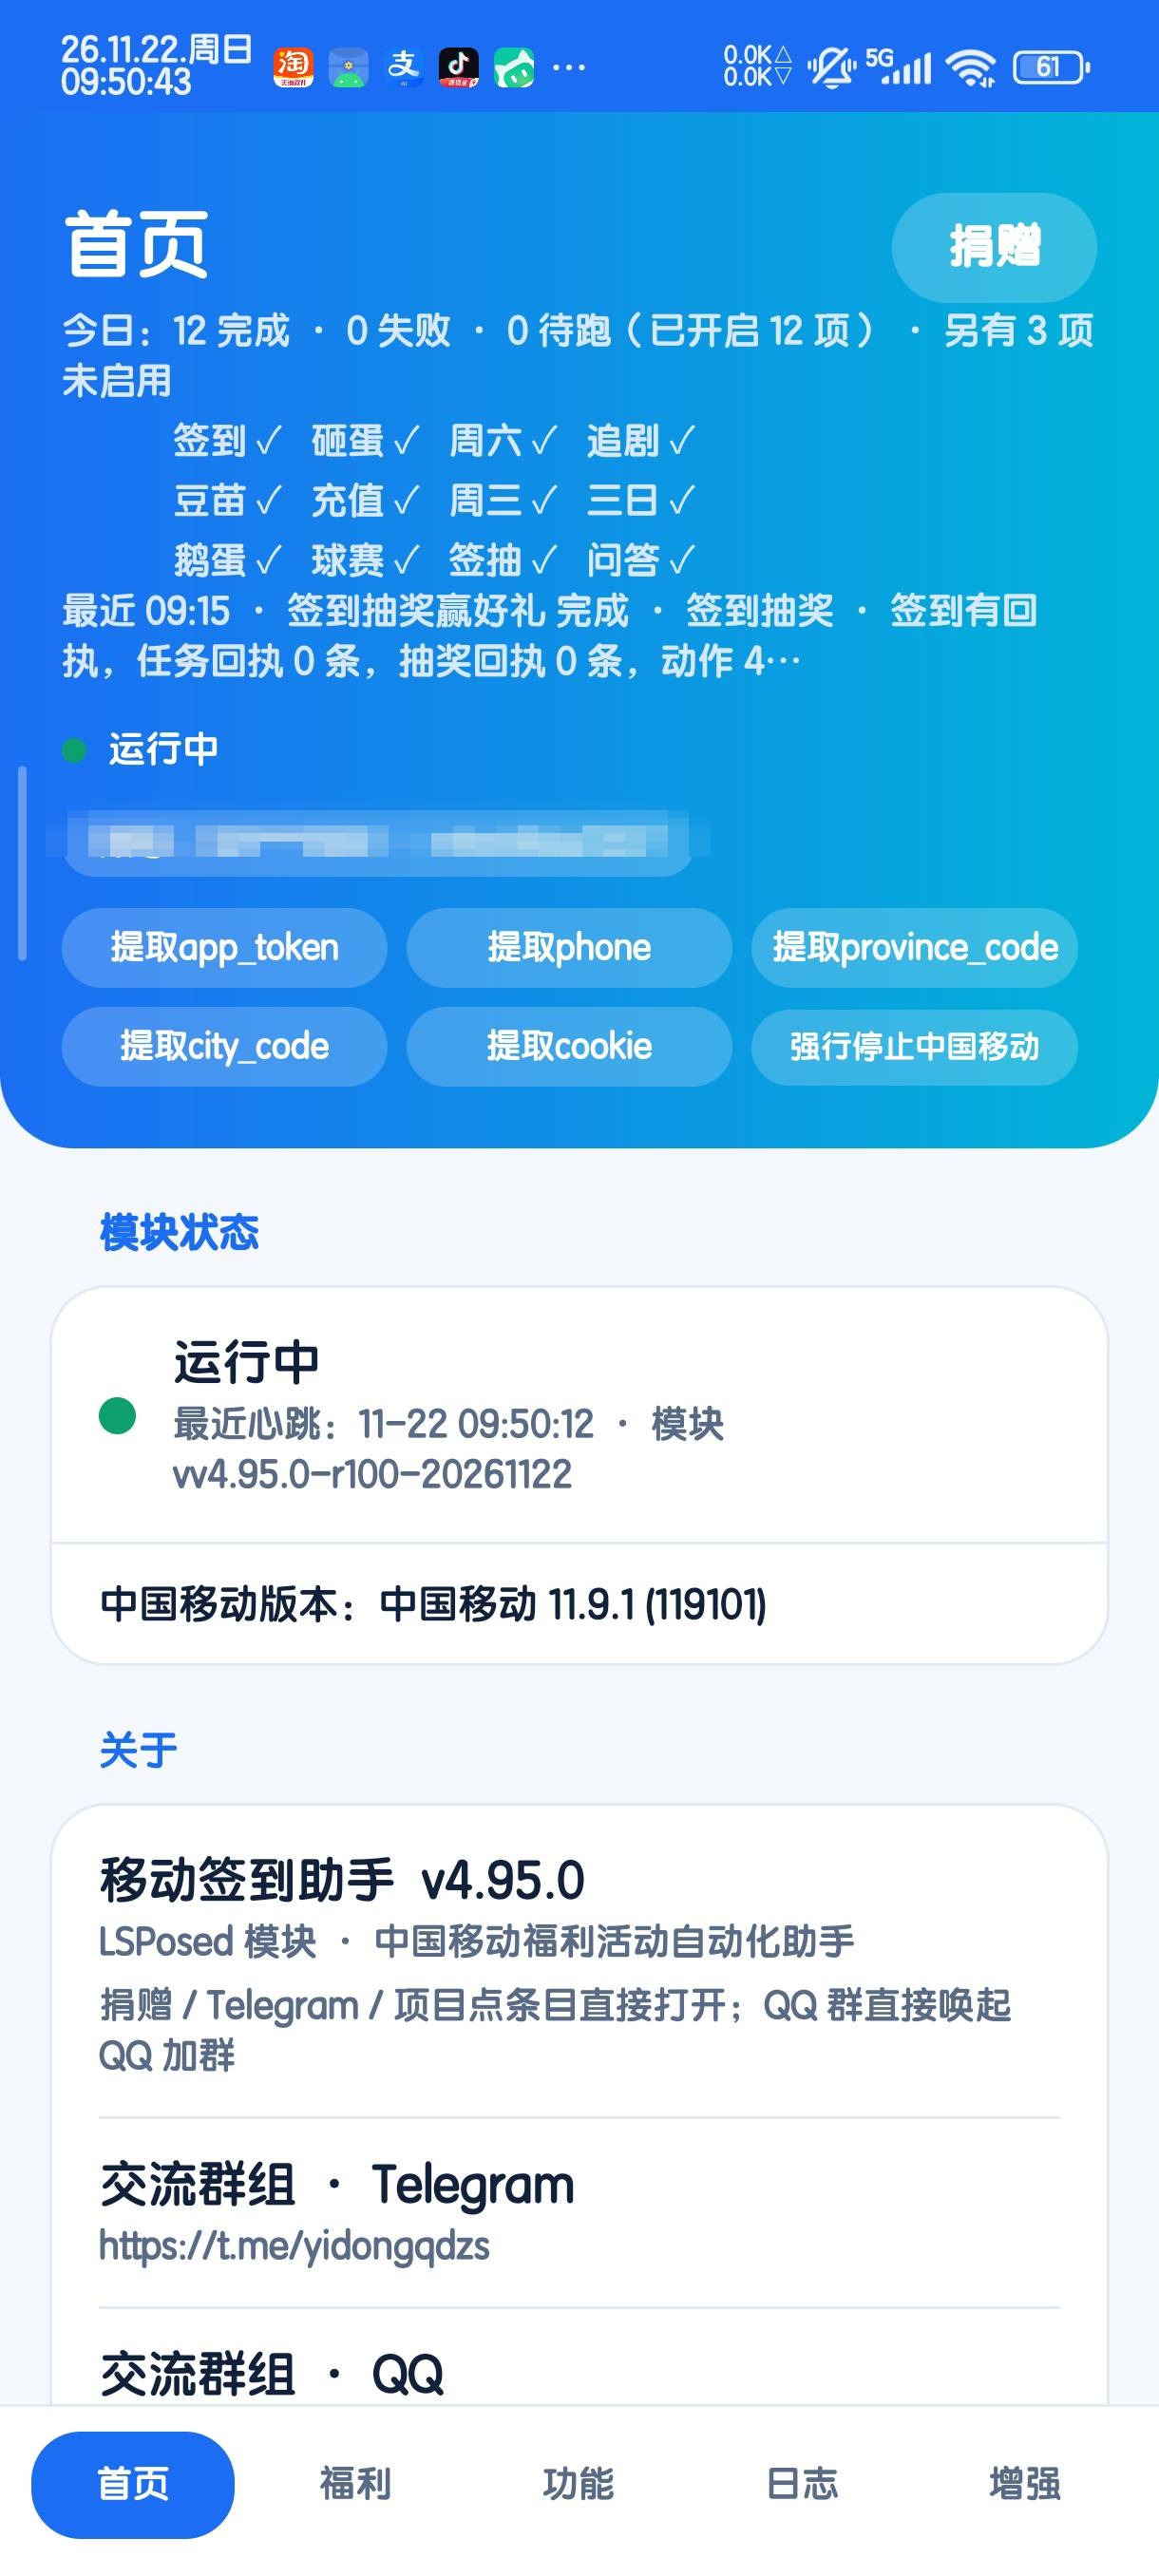 26.11.22.周日
09:50:43
淘
支
...
0.0K△
0.0K▽
5G
61
首页
捐赠
今日：12 完成 · 0 失败 · 0 待跑（已开启 12 项） · 另有 3 项
未启用
签到✓ 砸蛋✓ 周六✓ 追剧✓
豆苗✓ 充值✓ 周三✓ 三日✓
鹅蛋✓ 球赛✓ 签抽✓ 问答✓
最近 09:15 · 签到抽奖赢好礼 完成 · 签到抽奖 · 签到有回
执，任务回执 0 条，抽奖回执 0 条，动作 4…
运行中
提取app_token 提取phone 提取province_code
提取city_code 提取cookie 强行停止中国移动
模块状态
运行中
最近心跳：11-22 09:50:12 · 模块
vv4.95.0-r100-20261122
中国移动版本：中国移动 11.9.1 (119101)
关于
移动签到助手 v4.95.0
LSPosed 模块 · 中国移动福利活动自动化助手
捐赠 / Telegram / 项目点条目直接打开；QQ 群直接唤起
QQ 加群
交流群组 · Telegram
https://t.me/yidongqdzs
交流群组 · QQ
首页 福利 功能 日志 增强